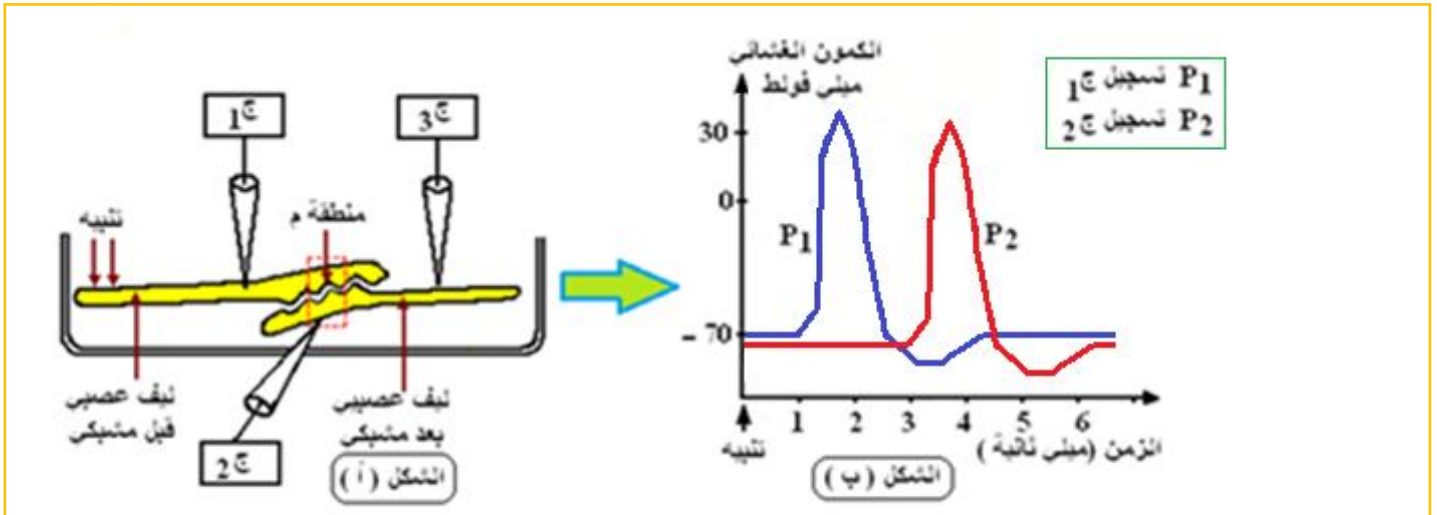 ج1
ج3
تنبيه
منطقة م
ليف عصبي
قبل مشبكي
ليف عصبي
بعد مشبكي
ج2
الشكل ( أ )
الكمون الغشائي
ميلي فولط
30
0
– 70
P1
P2
1 2 3 4 5 6
تنبيه
الزمن (ميلي ثانية )
الشكل ( ب )
P1 تسجيل ج1
P2 تسجيل ج2